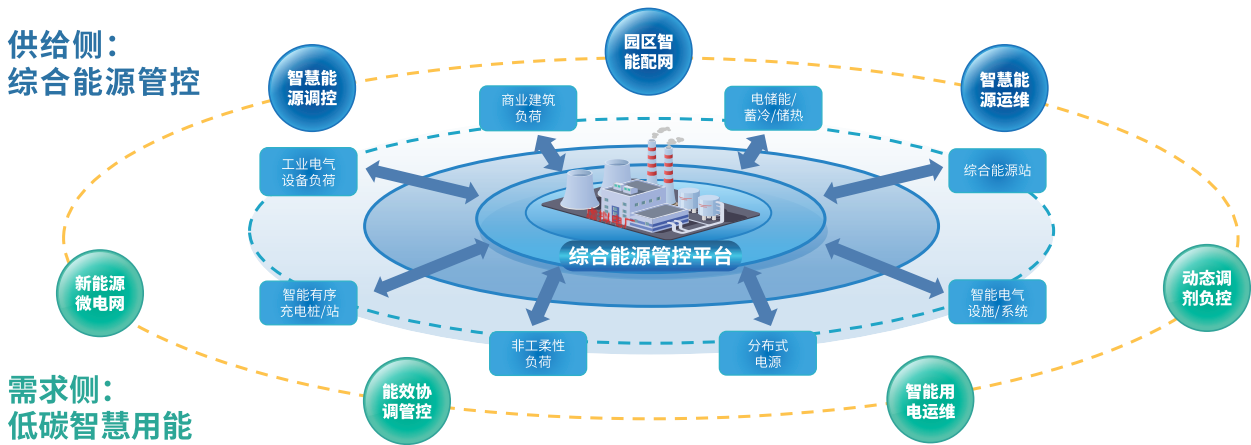 供给侧：
综合能源管控
智慧能
源调控
园区智
能配网
智慧能
源运维
商业建筑
负荷
电储能/
蓄冷/储热
工业电气
设备负荷
综合能源站
虚拟电厂
综合能源管控平台
新能源
微电网
智能有序
充电桩/站
智能电气
设施/系统
动态调
剂负控
非工柔性
负荷
分布式
电源
需求侧：
低碳智慧用能
能效协
调管控
智能用
电运维